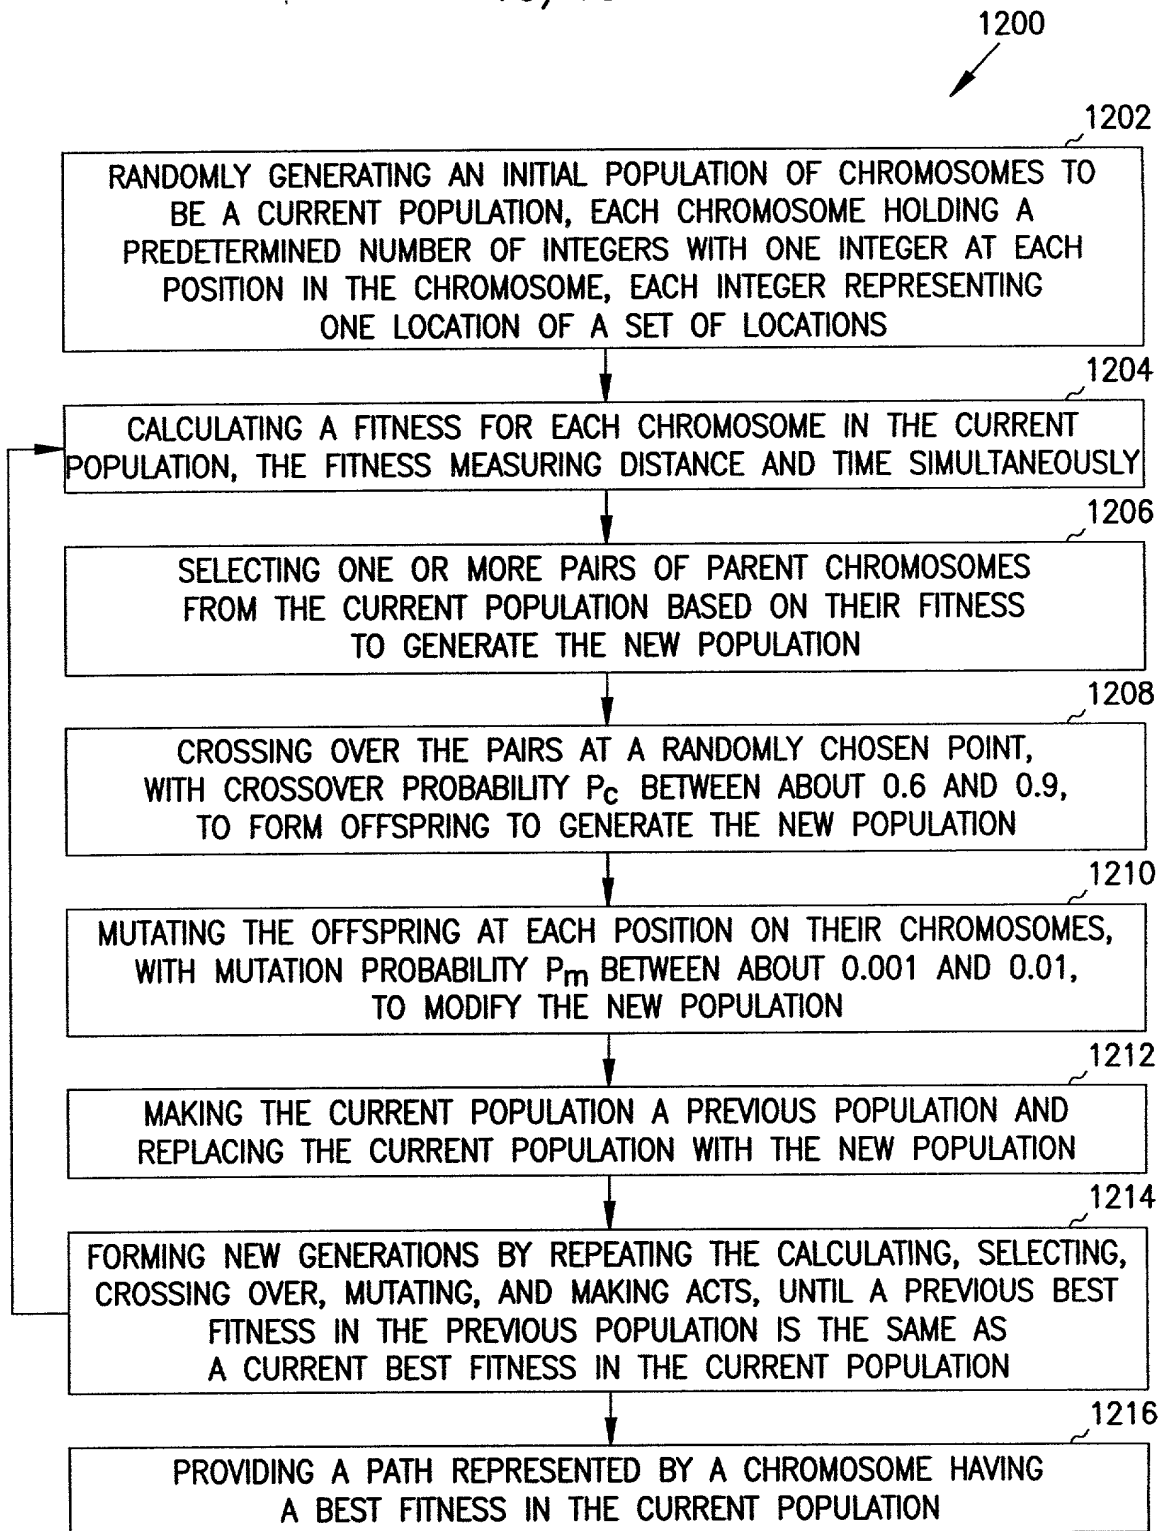 1200
1202
RANDOMLY GENERATING AN INITIAL POPULATION OF CHROMOSOMES TO
BE A CURRENT POPULATION, EACH CHROMOSOME HOLDING A
PREDETERMINED NUMBER OF INTEGERS WITH ONE INTEGER AT EACH
POSITION IN THE CHROMOSOME, EACH INTEGER REPRESENTING
ONE LOCATION OF A SET OF LOCATIONS
1204
CALCULATING A FITNESS FOR EACH CHROMOSOME IN THE CURRENT
POPULATION, THE FITNESS MEASURING DISTANCE AND TIME SIMULTANEOUSLY
1206
SELECTING ONE OR MORE PAIRS OF PARENT CHROMOSOMES
FROM THE CURRENT POPULATION BASED ON THEIR FITNESS
TO GENERATE THE NEW POPULATION
1208
CROSSING OVER THE PAIRS AT A RANDOMLY CHOSEN POINT,
WITH CROSSOVER PROBABILITY Pc BETWEEN ABOUT 0.6 AND 0.9,
TO FORM OFFSPRING TO GENERATE THE NEW POPULATION
1210
MUTATING THE OFFSPRING AT EACH POSITION ON THEIR CHROMOSOMES,
WITH MUTATION PROBABILITY Pm BETWEEN ABOUT 0.001 AND 0.01,
TO MODIFY THE NEW POPULATION
1212
MAKING THE CURRENT POPULATION A PREVIOUS POPULATION AND
REPLACING THE CURRENT POPULATION WITH THE NEW POPULATION
1214
FORMING NEW GENERATIONS BY REPEATING THE CALCULATING, SELECTING,
CROSSING OVER, MUTATING, AND MAKING ACTS, UNTIL A PREVIOUS BEST
FITNESS IN THE PREVIOUS POPULATION IS THE SAME AS
A CURRENT BEST FITNESS IN THE CURRENT POPULATION
1216
PROVIDING A PATH REPRESENTED BY A CHROMOSOME HAVING
A BEST FITNESS IN THE CURRENT POPULATION